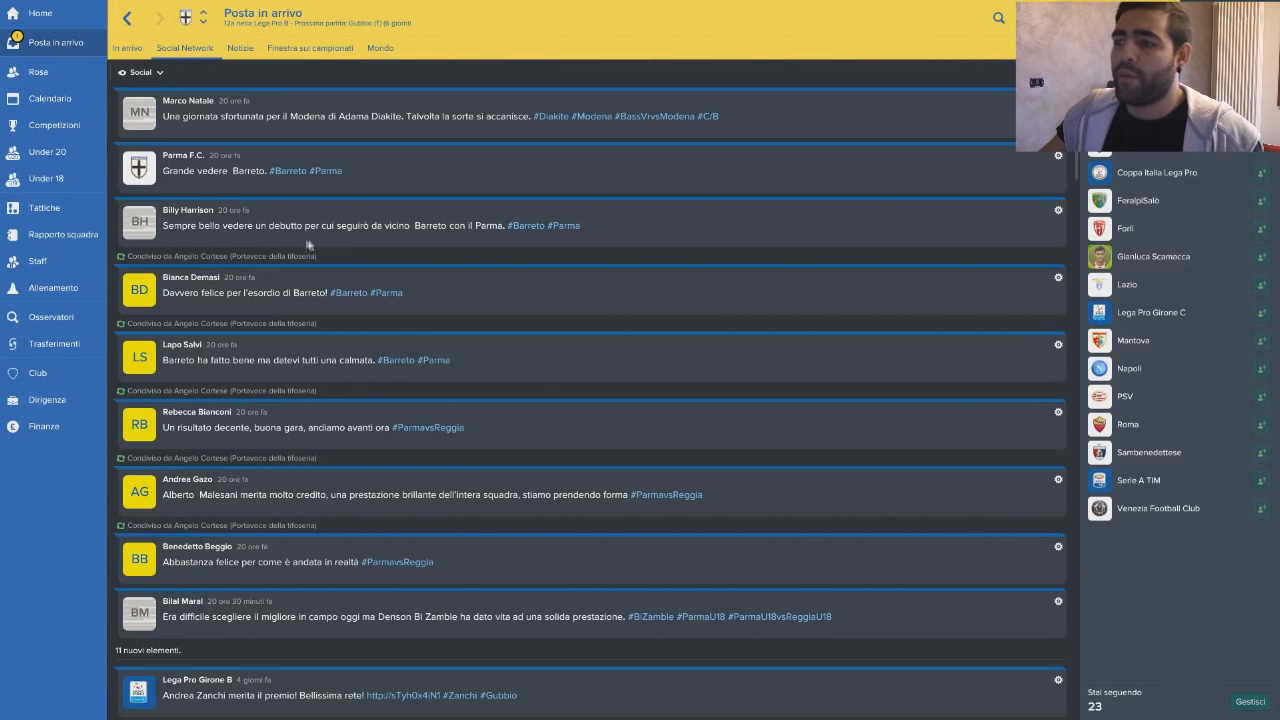 Home
1
Posta in arrivo
Rosa
Calendario
Competizioni
Under 20
Under 18
Tattiche
Rapporto squadra
Staff
Allenamento
Osservatori
Trasferimenti
Club
Dirigenza
Finanze
Posta in arrivo
12a nella Lega Pro B - Prossima partita: Gubbio (T) (6 giorni)
In arrivo Social Network Notizie Finestra sui campionati Mondo
Social
MN
Marco Natale 20 ore fa
Una giornata sfortunata per il Modena di Adama Diakite. Talvolta la sorte si accanisce. #Diakite #Modena #BassVrvsModena #C/B
Parma F.C. 20 ore fa
Grande vedere Barreto. #Barreto #Parma
BH
Billy Harrison 20 ore fa
Sempre bello vedere un debutto per cui seguirò da vicino Barreto con il Parma. #Barreto #Parma
Condiviso da Angelo Cortese (Portavoce della tifoseria)
BD
Bianca Demasi 20 ore fa
Davvero felice per l'esordio di Barreto! #Barreto #Parma
Condiviso da Angelo Cortese (Portavoce della tifoseria)
LS
Lapo Salvi 20 ore fa
Barreto ha fatto bene ma datevi tutti una calmata. #Barreto #Parma
Condiviso da Angelo Cortese (Portavoce della tifoseria)
RB
Rebecca Bianconi 20 ore fa
Un risultato decente, buona gara, andiamo avanti ora #ParmavsReggia
Condiviso da Angelo Cortese (Portavoce della tifoseria)
AG
Andrea Gazo 20 ore fa
Alberto Malesani merita molto credito, una prestazione brillante dell'intera squadra, stiamo prendendo forma #ParmavsReggia
Condiviso da Angelo Cortese (Portavoce della tifoseria)
BB
Benedetto Beggio 20 ore fa
Abbastanza felice per come è andata in realtà #ParmavsReggia
BM
Bilal Maral 20 ore 30 minuti fa
Era difficile scegliere il migliore in campo oggi ma Denson Bi Zamble ha dato vita ad una solida prestazione. #BiZamble #ParmaU18 #ParmaU18vsReggiaU18
11 nuovi elementi.
Lega Pro Girone B 4 giorni fa
Andrea Zanchi merita il premio! Bellissima rete! http://sTyh0x4iN1 #Zanchi #Gubbio
Coppa Italia Lega Pro
FeralpiSalò
Forlì
Gianluca Scamacca
Lazio
Lega Pro Girone C
Mantova
Napoli
PSV
Roma
Sambenedettese
Serie A TIM
Venezia Football Club
Stai seguendo
23
Gestisci